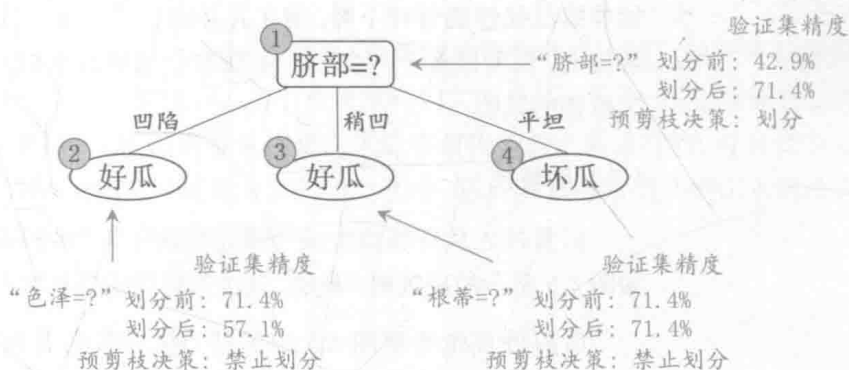 验证集精度
①
脐部=?
“脐部=?” 划分前: 42.9%
划分后: 71.4%
预剪枝决策: 划分
凹陷
稍凹
平坦
②
好瓜
③
好瓜
④
坏瓜
验证集精度
“色泽=?” 划分前: 71.4%
划分后: 57.1%
预剪枝决策: 禁止划分
验证集精度
“根蒂=?” 划分前: 71.4%
划分后: 71.4%
预剪枝决策: 禁止划分